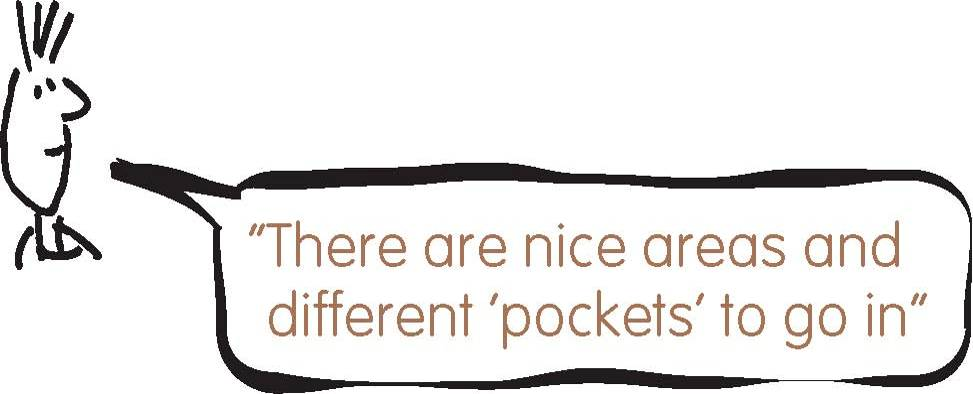 “There are nice areas and
different ‘pockets’ to go in”